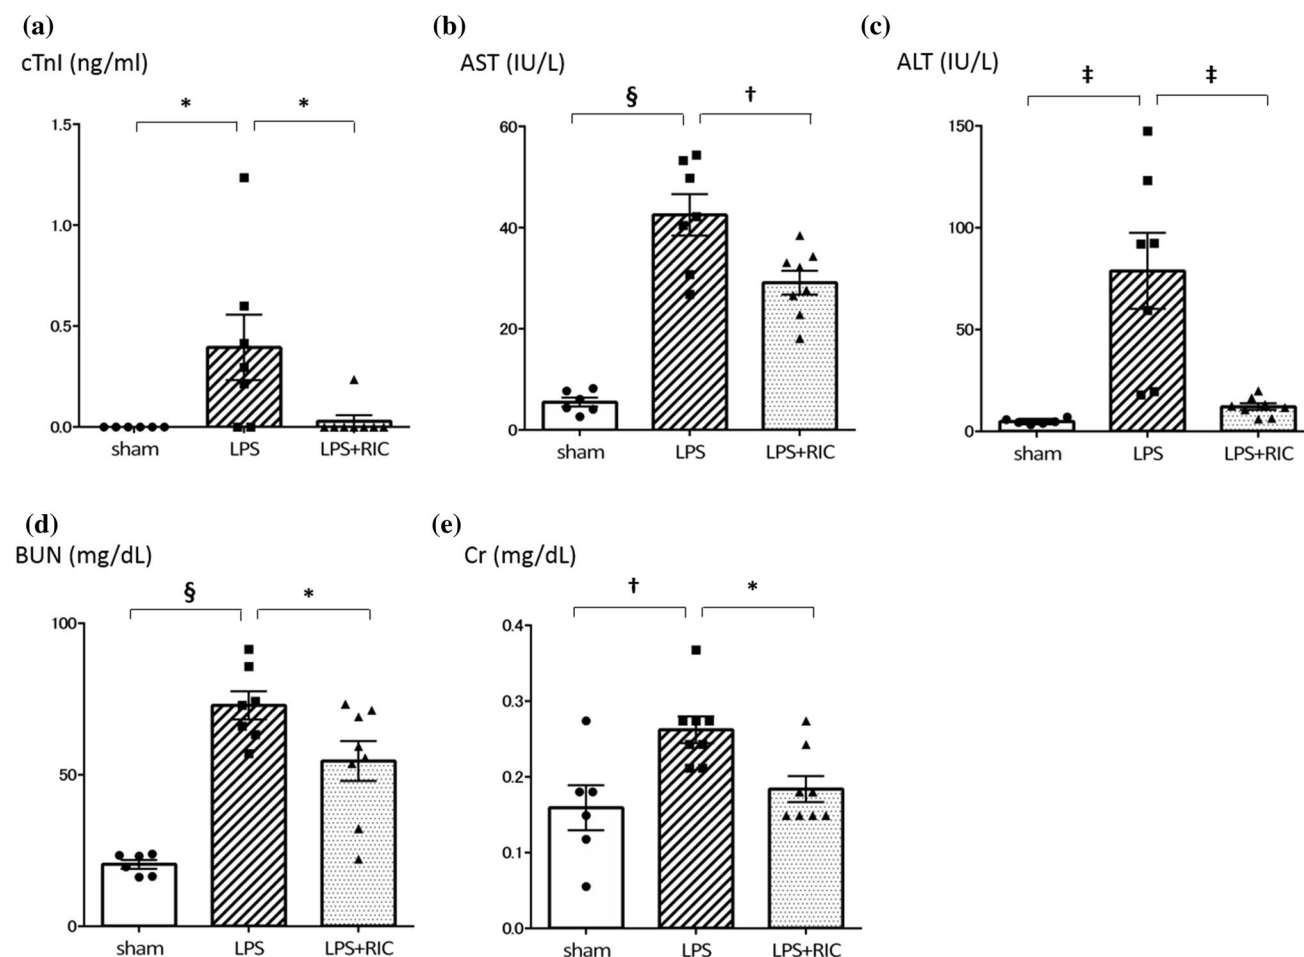 (a)
cTnI (ng/ml)
* *
1.5
1.0
0.5
0.0
sham LPS LPS+RIC
(b)
AST (IU/L)
§ †
60
40
20
0
sham LPS LPS+RIC
(c)
ALT (IU/L)
‡ ‡
150
100
50
0
sham LPS LPS+RIC
(d)
BUN (mg/dL)
§ *
100
50
0
sham LPS LPS+RIC
(e)
Cr (mg/dL)
† *
0.4
0.3
0.2
0.1
0.0
sham LPS LPS+RIC